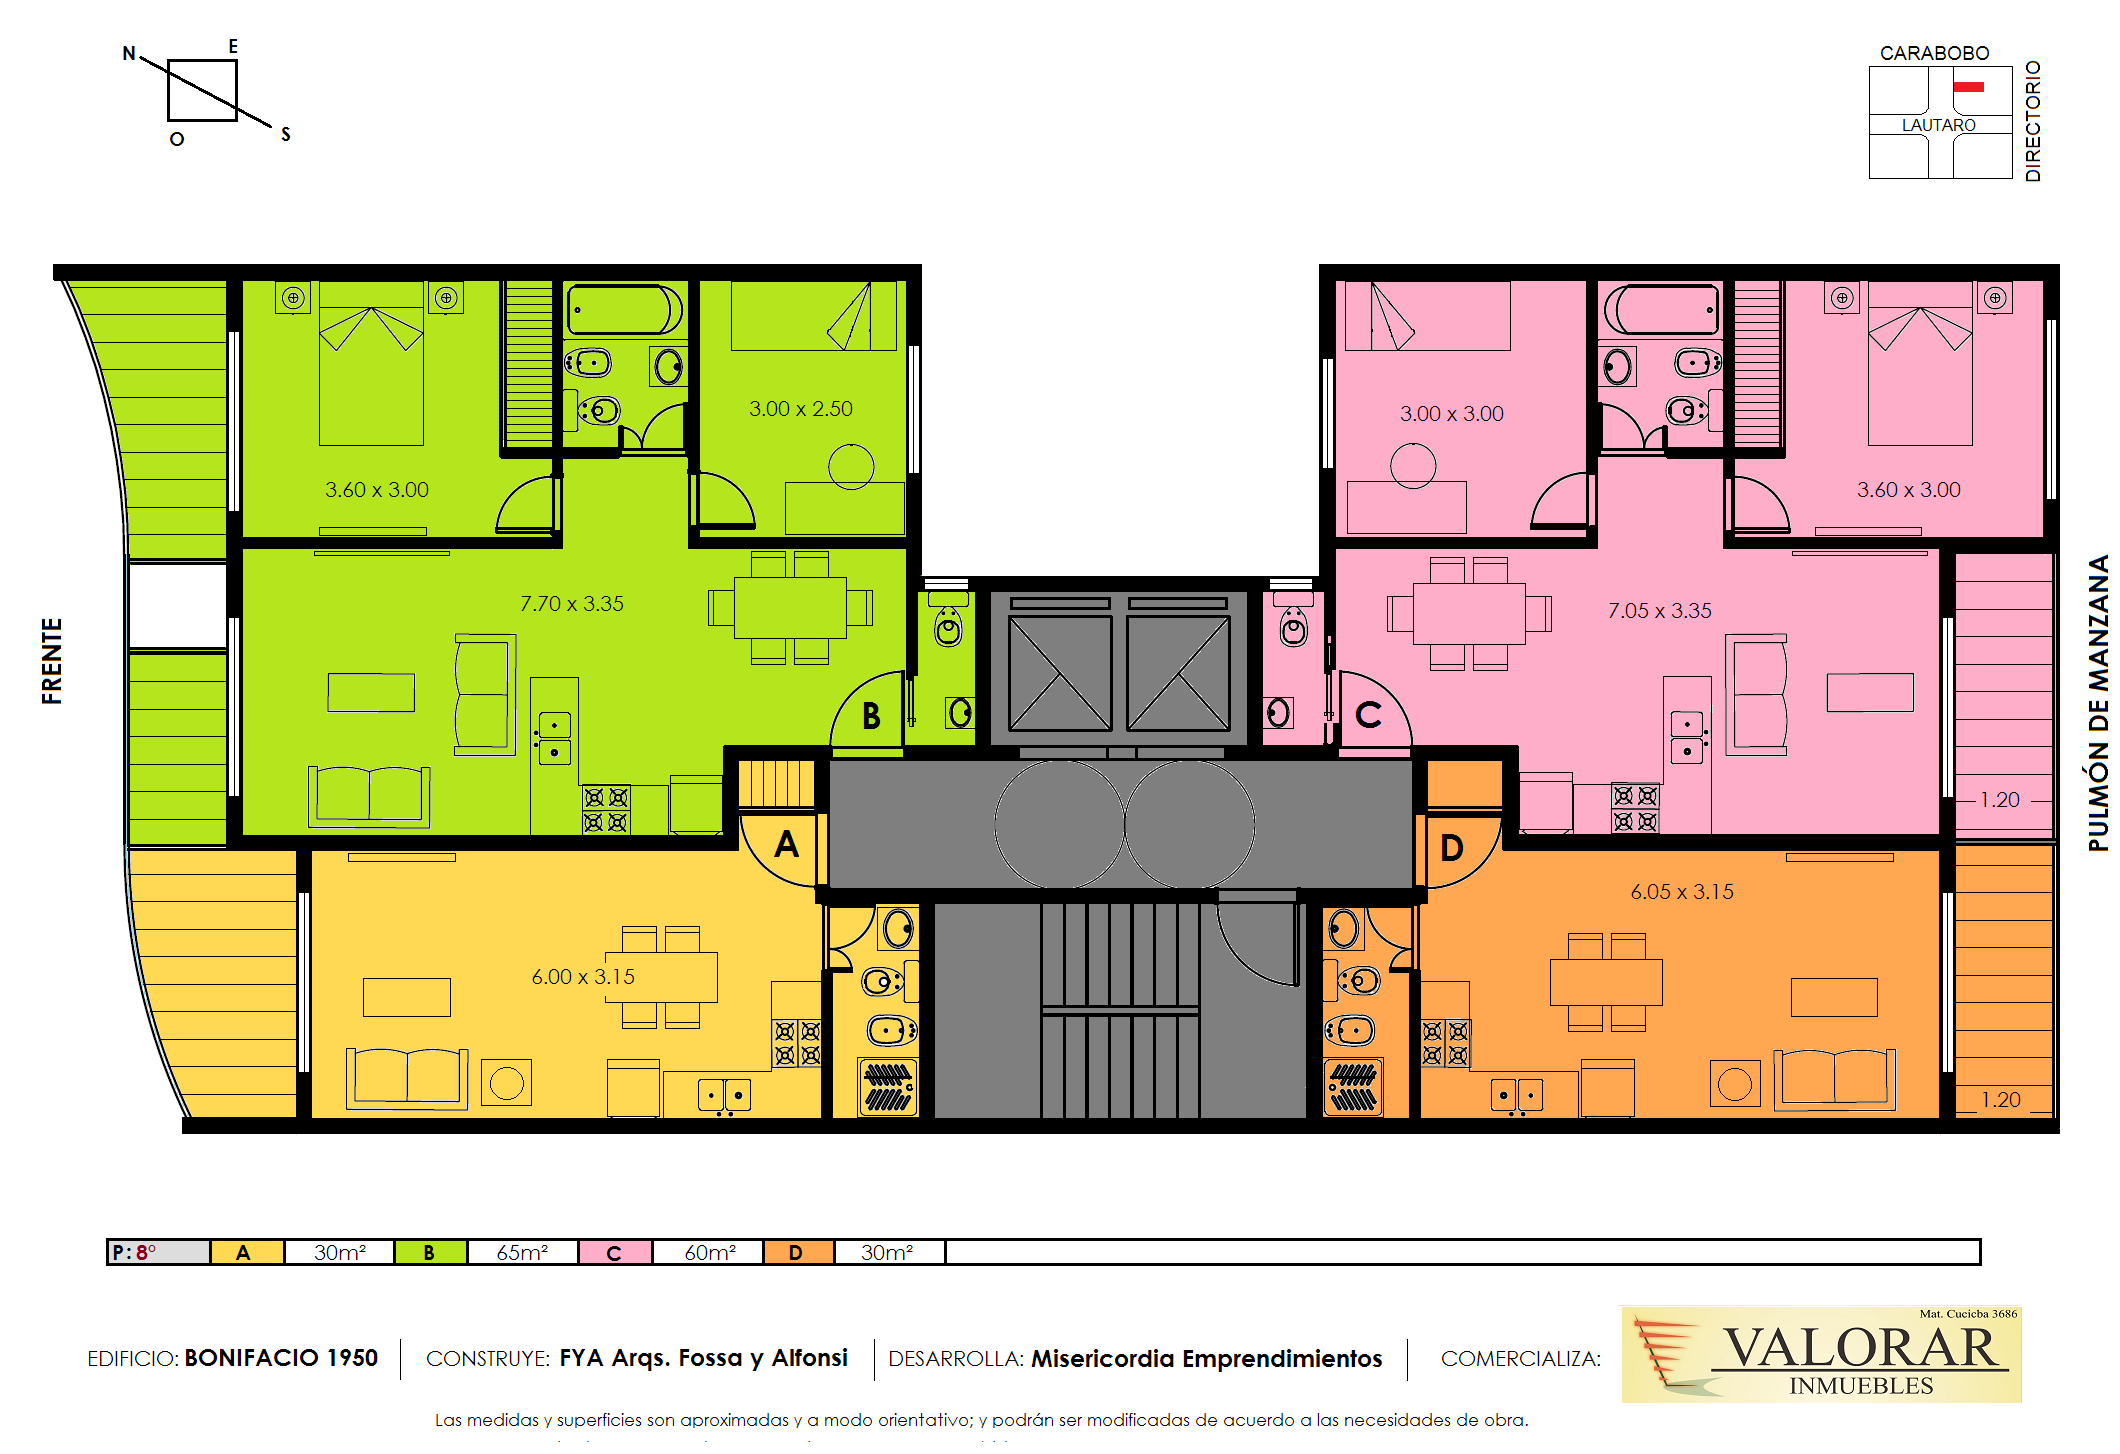 N
E
O
S
CARABOBO
LAUTARO
DIRECTORIO
FRENTE
PULMÓN DE MANZANA
3.60 x 3.00
3.00 x 2.50
3.00 x 3.00
3.60 x 3.00
7.70 x 3.35
7.05 x 3.35
B
C
1.20
A
D
6.05 x 3.15
6.00 x 3.15
1.20
P: 8° A 30m² B 65m² C 60m² D 30m²
Mat. Cucicba 3686
VALORAR
INMUEBLES
EDIFICIO: BONIFACIO 1950 CONSTRUYE: FYA Arqs. Fossa y Alfonsi DESARROLLA: Misericordia Emprendimientos COMERCIALIZA:
Las medidas y superficies son aproximadas y a modo orientativo; y podrán ser modificadas de acuerdo a las necesidades de obra.